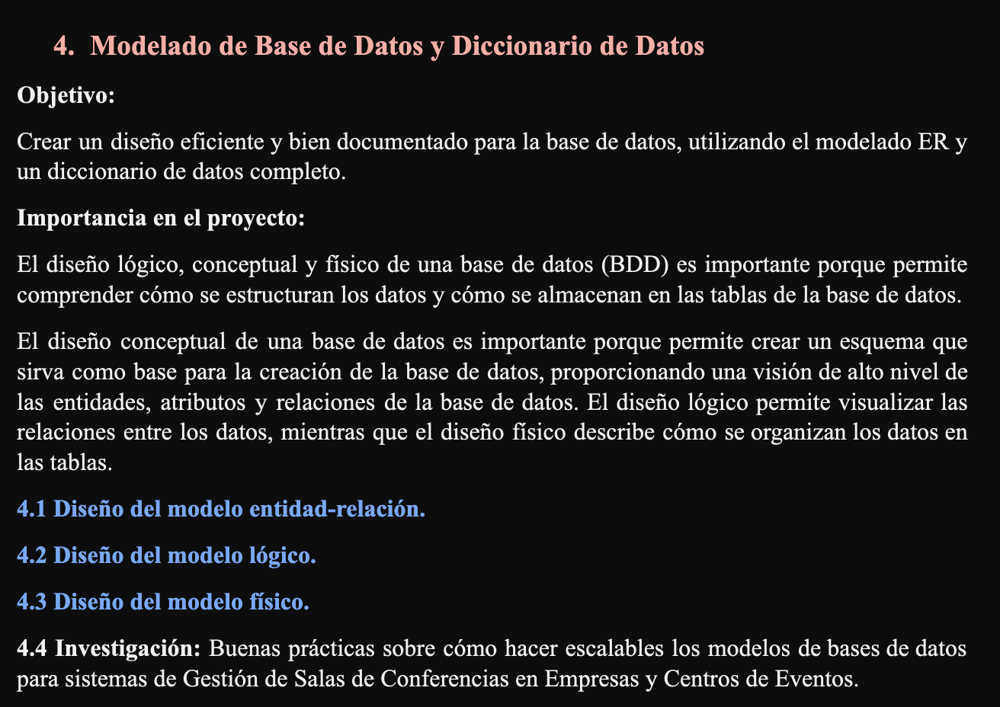 4. Modelado de Base de Datos y Diccionario de Datos
Objetivo:
Crear un diseño eficiente y bien documentado para la base de datos, utilizando el modelado ER y
un diccionario de datos completo.
Importancia en el proyecto:
El diseño lógico, conceptual y físico de una base de datos (BDD) es importante porque permite
comprender cómo se estructuran los datos y cómo se almacenan en las tablas de la base de datos.
El diseño conceptual de una base de datos es importante porque permite crear un esquema que
sirva como base para la creación de la base de datos, proporcionando una visión de alto nivel de
las entidades, atributos y relaciones de la base de datos. El diseño lógico permite visualizar las
relaciones entre los datos, mientras que el diseño físico describe cómo se organizan los datos en
las tablas.
4.1 Diseño del modelo entidad-relación.
4.2 Diseño del modelo lógico.
4.3 Diseño del modelo físico.
4.4 Investigación: Buenas prácticas sobre cómo hacer escalables los modelos de bases de datos
para sistemas de Gestión de Salas de Conferencias en Empresas y Centros de Eventos.